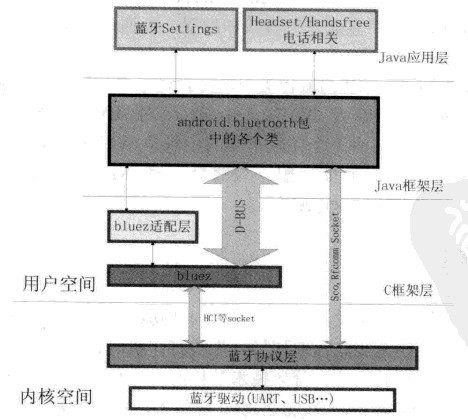 蓝牙Settings
Headset/Handsfree
电话相关
Java应用层
android.bluetooth包
中的各个类
Java框架层
bluez适配层
D-BUS
Sco,Rfcomm Socket
用户空间
bluez
C框架层
HCI等socket
蓝牙协议层
内核空间
蓝牙驱动(UART、USB…)